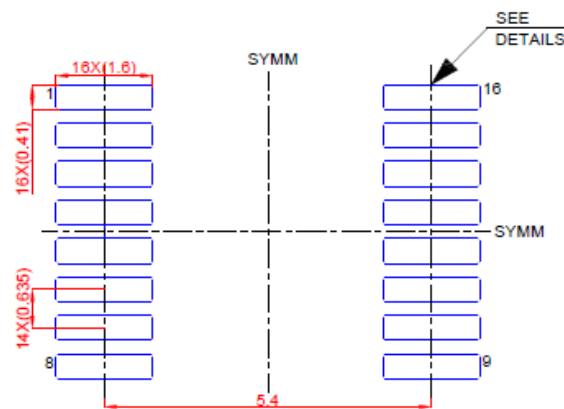 SEE
DETAILS
16X(1.6)
SYMM
1
16
16X(0.41)
SYMM
14X(0.635)
8
9
5.4